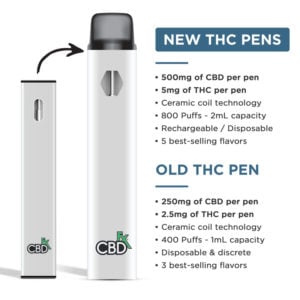 NEW THC PENS
• 500mg of CBD per pen
• 5mg of THC per pen
• Ceramic coil technology
• 800 Puffs - 2mL capacity
• Rechargeable / Disposable
• 5 best-selling flavors
OLD THC PEN
• 250mg of CBD per pen
• 2.5mg of THC per pen
• Ceramic coil technology
• 400 Puffs - 1mL capacity
• Disposable & discrete
• 3 best-selling flavors
CBD FX
CBD FX